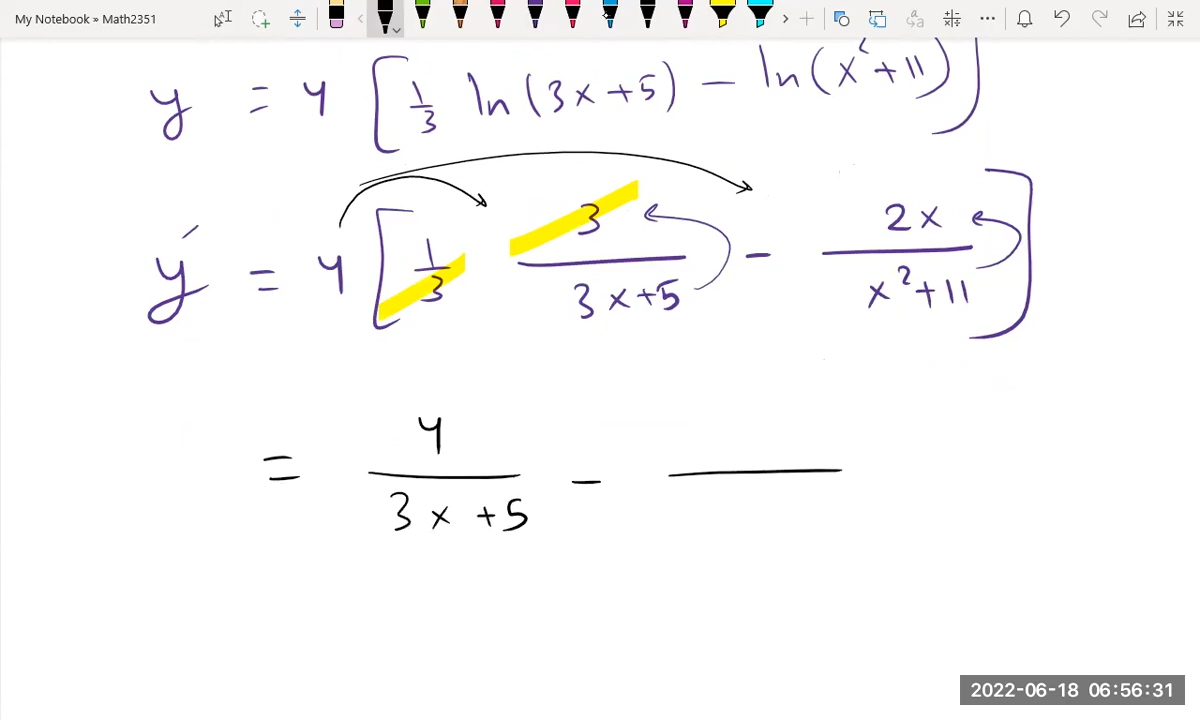 My Notebook » Math2351
y = 4 [ 1/3 ln(3x+5) − ln(x²+11) ]
y′ = 4 [ 1/3 3/(3x+5) − 2x/(x²+11) ]
= 4/(3x+5) −
2022-06-18 06:56:31